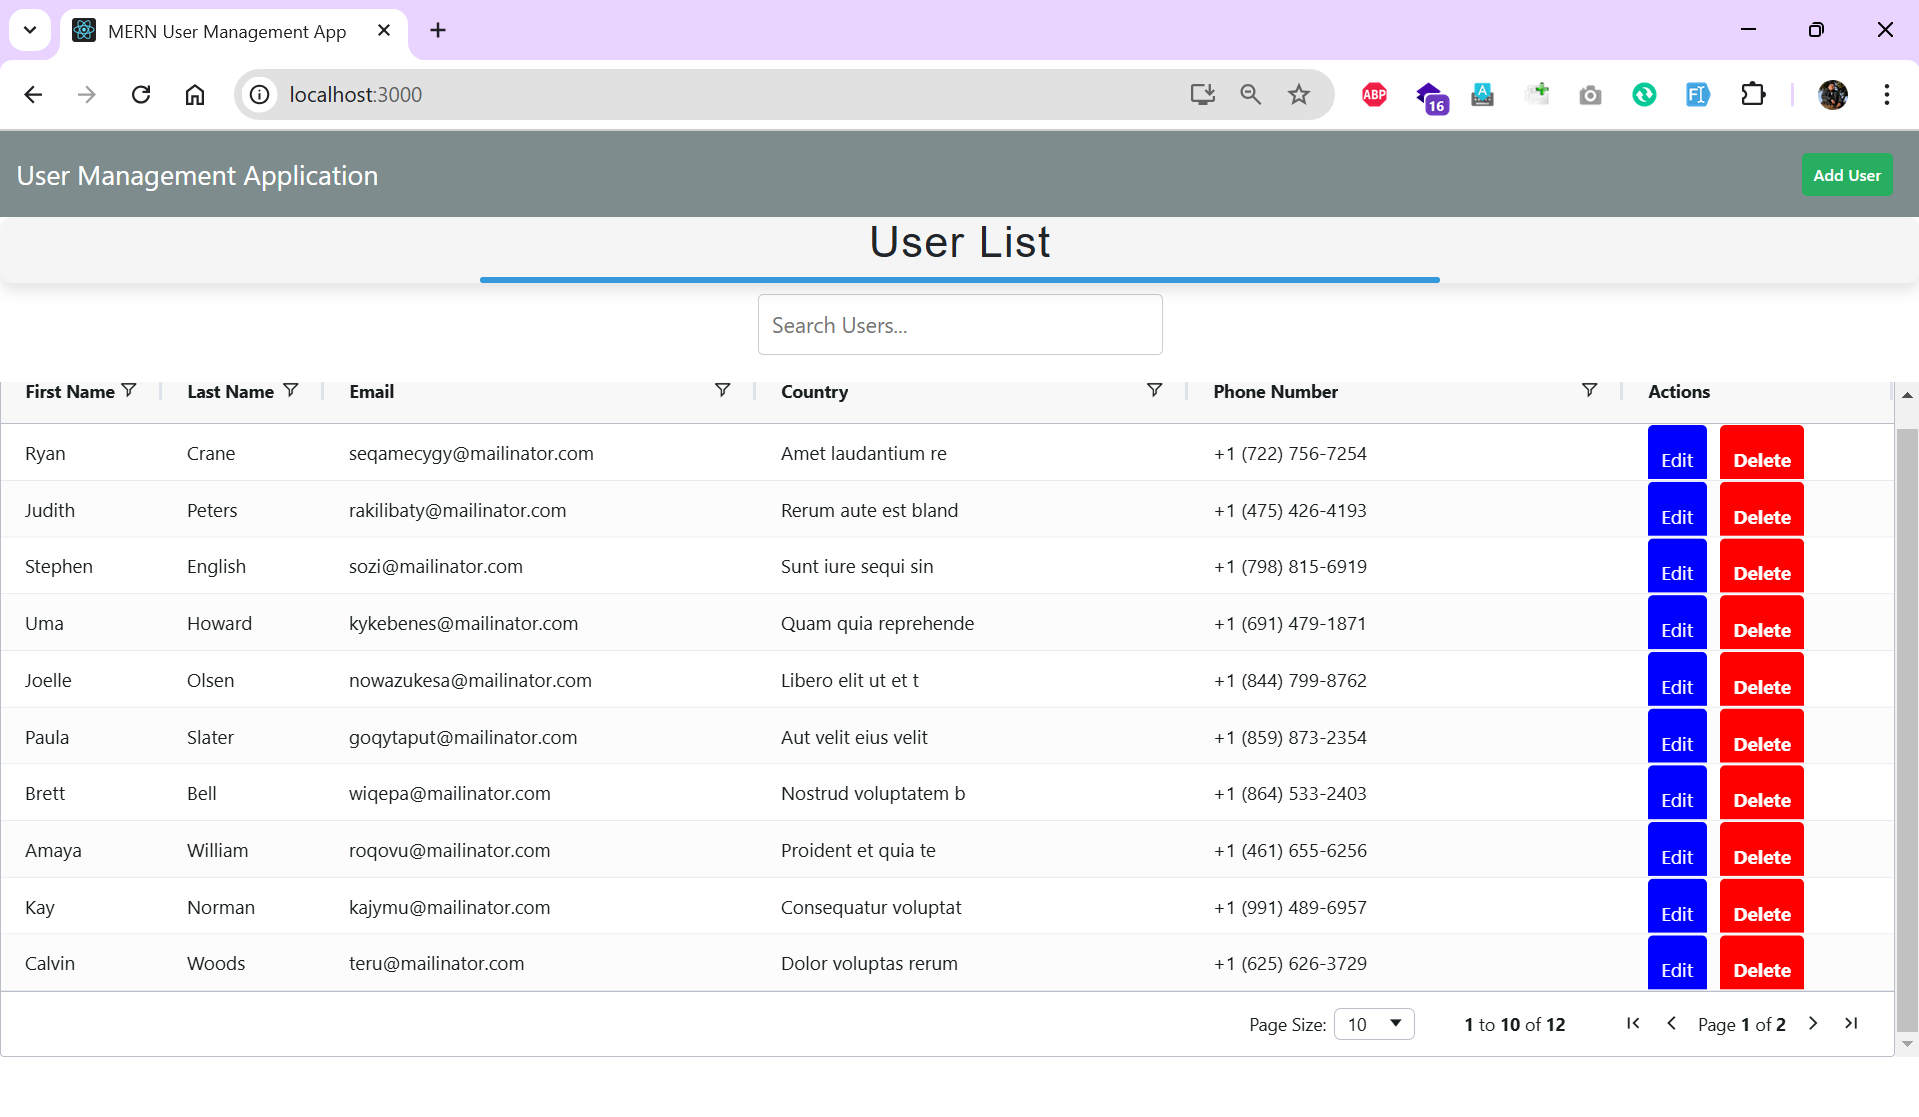 MERN User Management App
localhost:3000
ABP
16
A
FI
User Management Application
Add User
User List
Search Users...
First Name Last Name Email Country Phone Number Actions
Ryan Crane seqamecygy@mailinator.com Amet laudantium re +1 (722) 756-7254 Edit Delete
Judith Peters rakilibaty@mailinator.com Rerum aute est bland +1 (475) 426-4193 Edit Delete
Stephen English sozi@mailinator.com Sunt iure sequi sin +1 (798) 815-6919 Edit Delete
Uma Howard kykebenes@mailinator.com Quam quia reprehende +1 (691) 479-1871 Edit Delete
Joelle Olsen nowazukesa@mailinator.com Libero elit ut et t +1 (844) 799-8762 Edit Delete
Paula Slater goqytaput@mailinator.com Aut velit eius velit +1 (859) 873-2354 Edit Delete
Brett Bell wiqepa@mailinator.com Nostrud voluptatem b +1 (864) 533-2403 Edit Delete
Amaya William roqovu@mailinator.com Proident et quia te +1 (461) 655-6256 Edit Delete
Kay Norman kajymu@mailinator.com Consequatur voluptat +1 (991) 489-6957 Edit Delete
Calvin Woods teru@mailinator.com Dolor voluptas rerum +1 (625) 626-3729 Edit Delete
Page Size: 10 1 to 10 of 12 Page 1 of 2